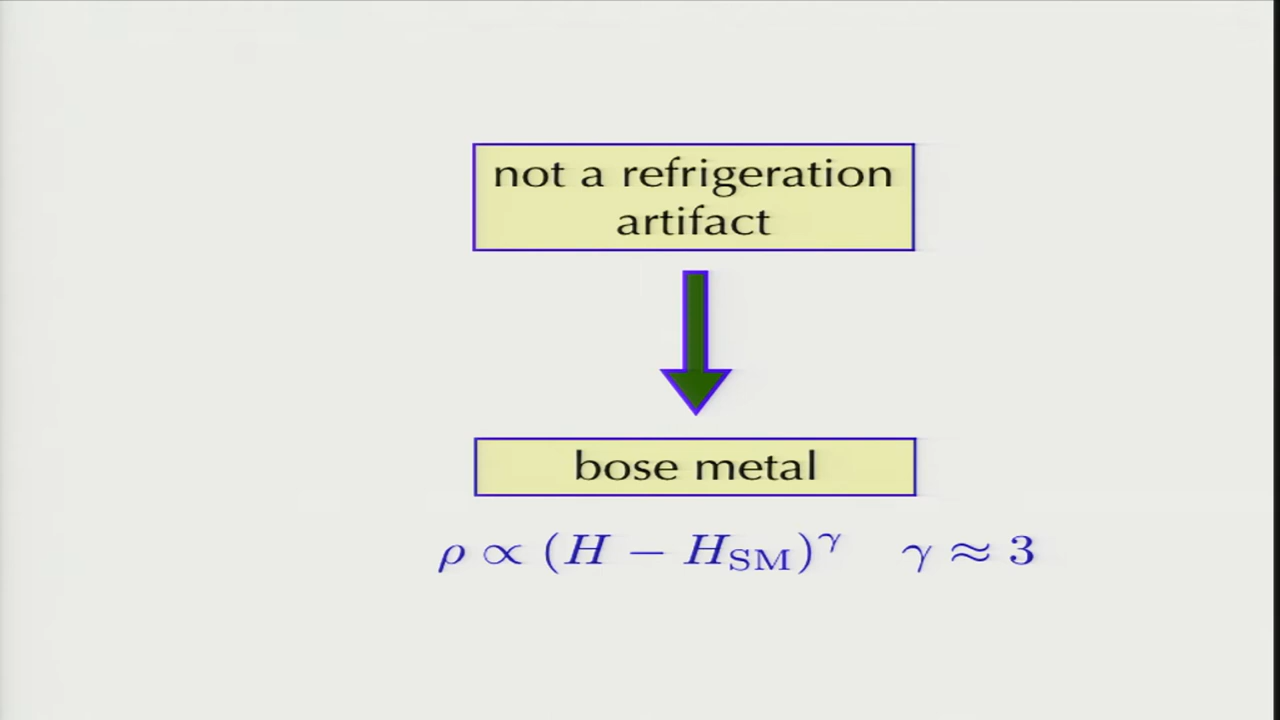 not a refrigeration
artifact
bose metal
ρ ∝ (H − H_SM)^γ γ ≈ 3